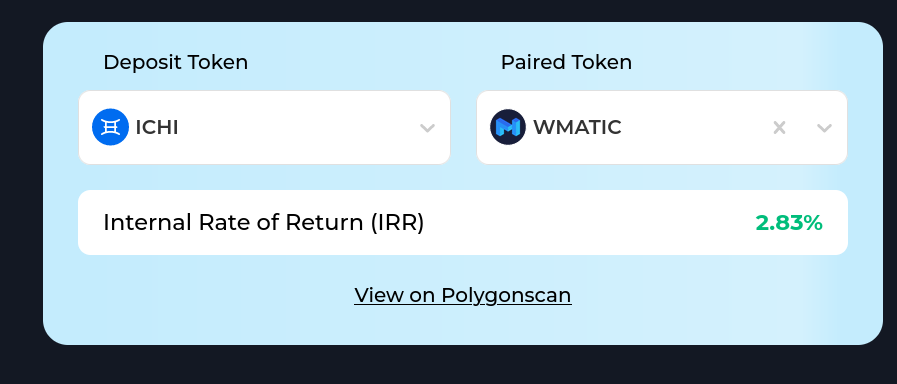 Deposit Token
Paired Token
ICHI
WMATIC
Internal Rate of Return (IRR) 2.83%
View on Polygonscan